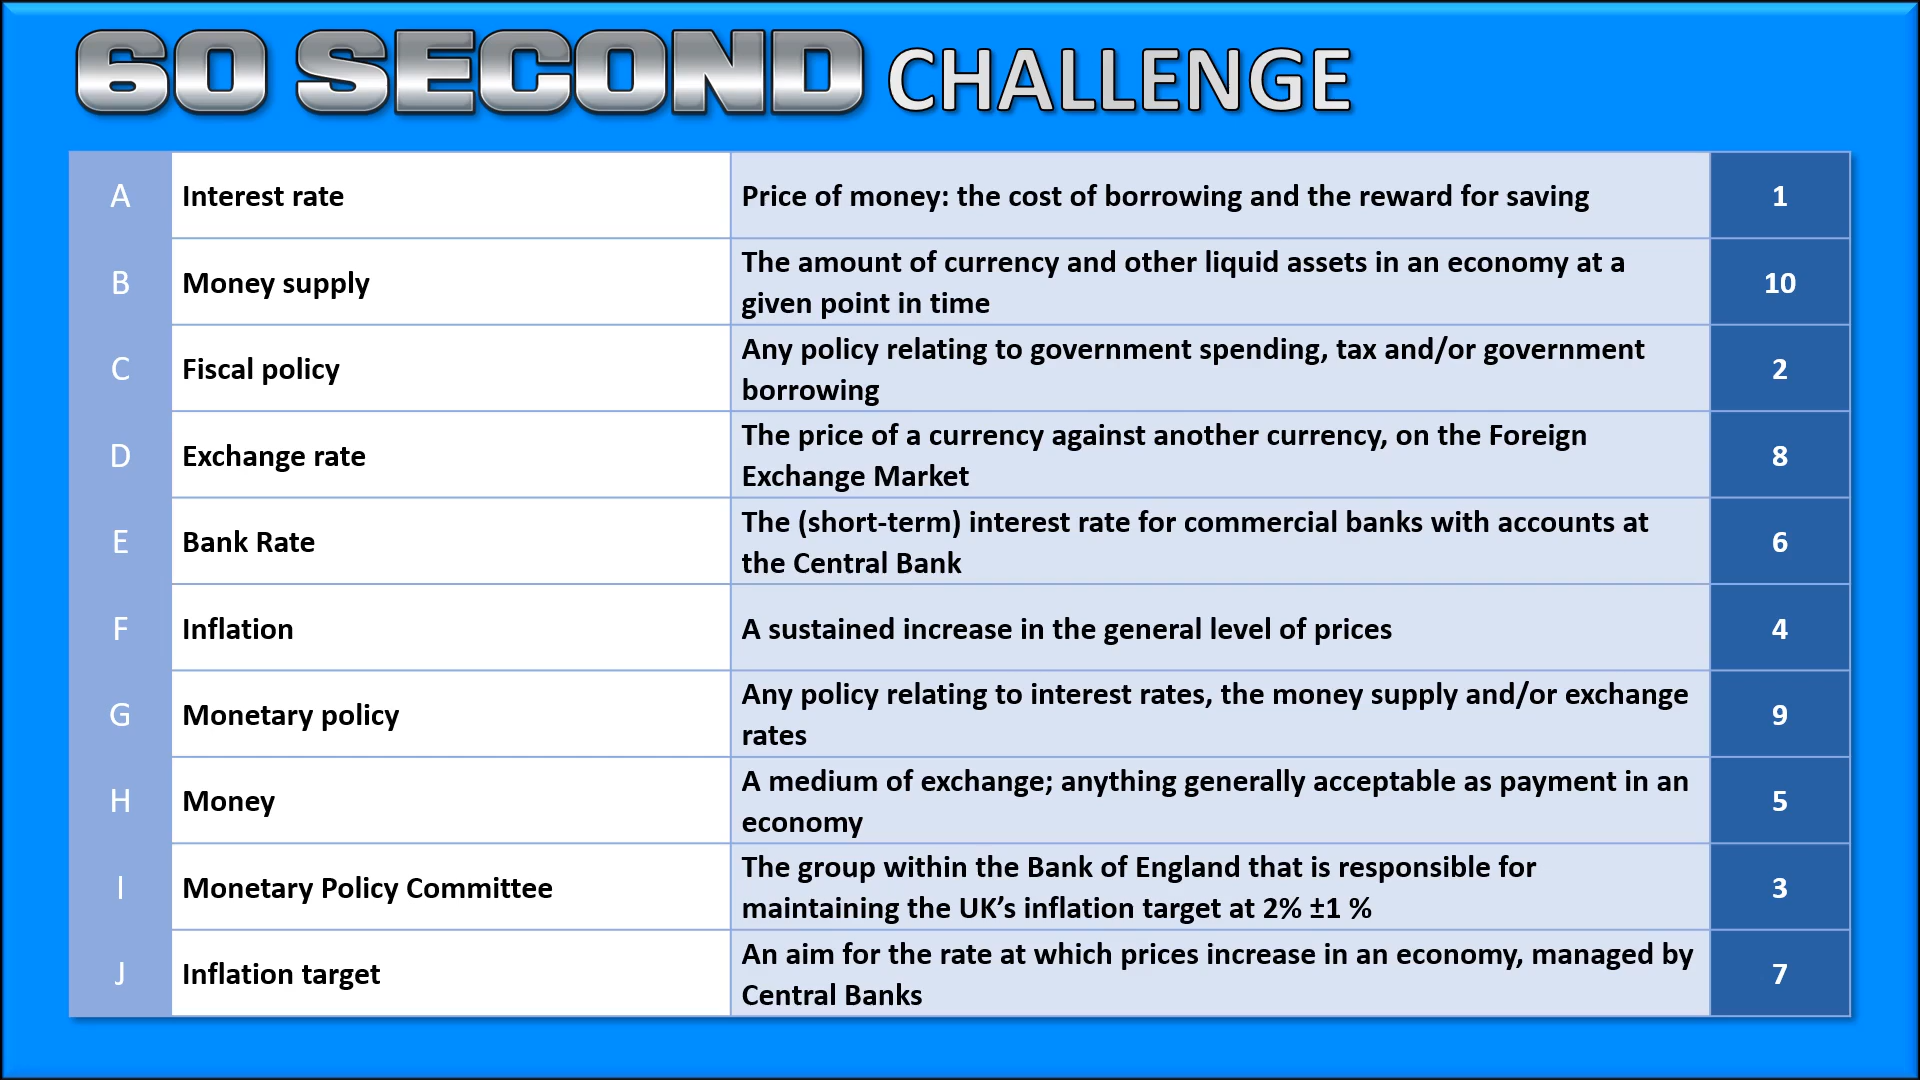 60 SECOND CHALLENGE
A Interest rate Price of money: the cost of borrowing and the reward for saving 1
B Money supply The amount of currency and other liquid assets in an economy at a
given point in time 10
C Fiscal policy Any policy relating to government spending, tax and/or government
borrowing 2
D Exchange rate The price of a currency against another currency, on the Foreign
Exchange Market 8
E Bank Rate The (short-term) interest rate for commercial banks with accounts at
the Central Bank 6
F Inflation A sustained increase in the general level of prices 4
G Monetary policy Any policy relating to interest rates, the money supply and/or exchange
rates 9
H Money A medium of exchange; anything generally acceptable as payment in an
economy 5
I Monetary Policy Committee The group within the Bank of England that is responsible for
maintaining the UK’s inflation target at 2% ±1 % 3
J Inflation target An aim for the rate at which prices increase in an economy, managed by
Central Banks 7